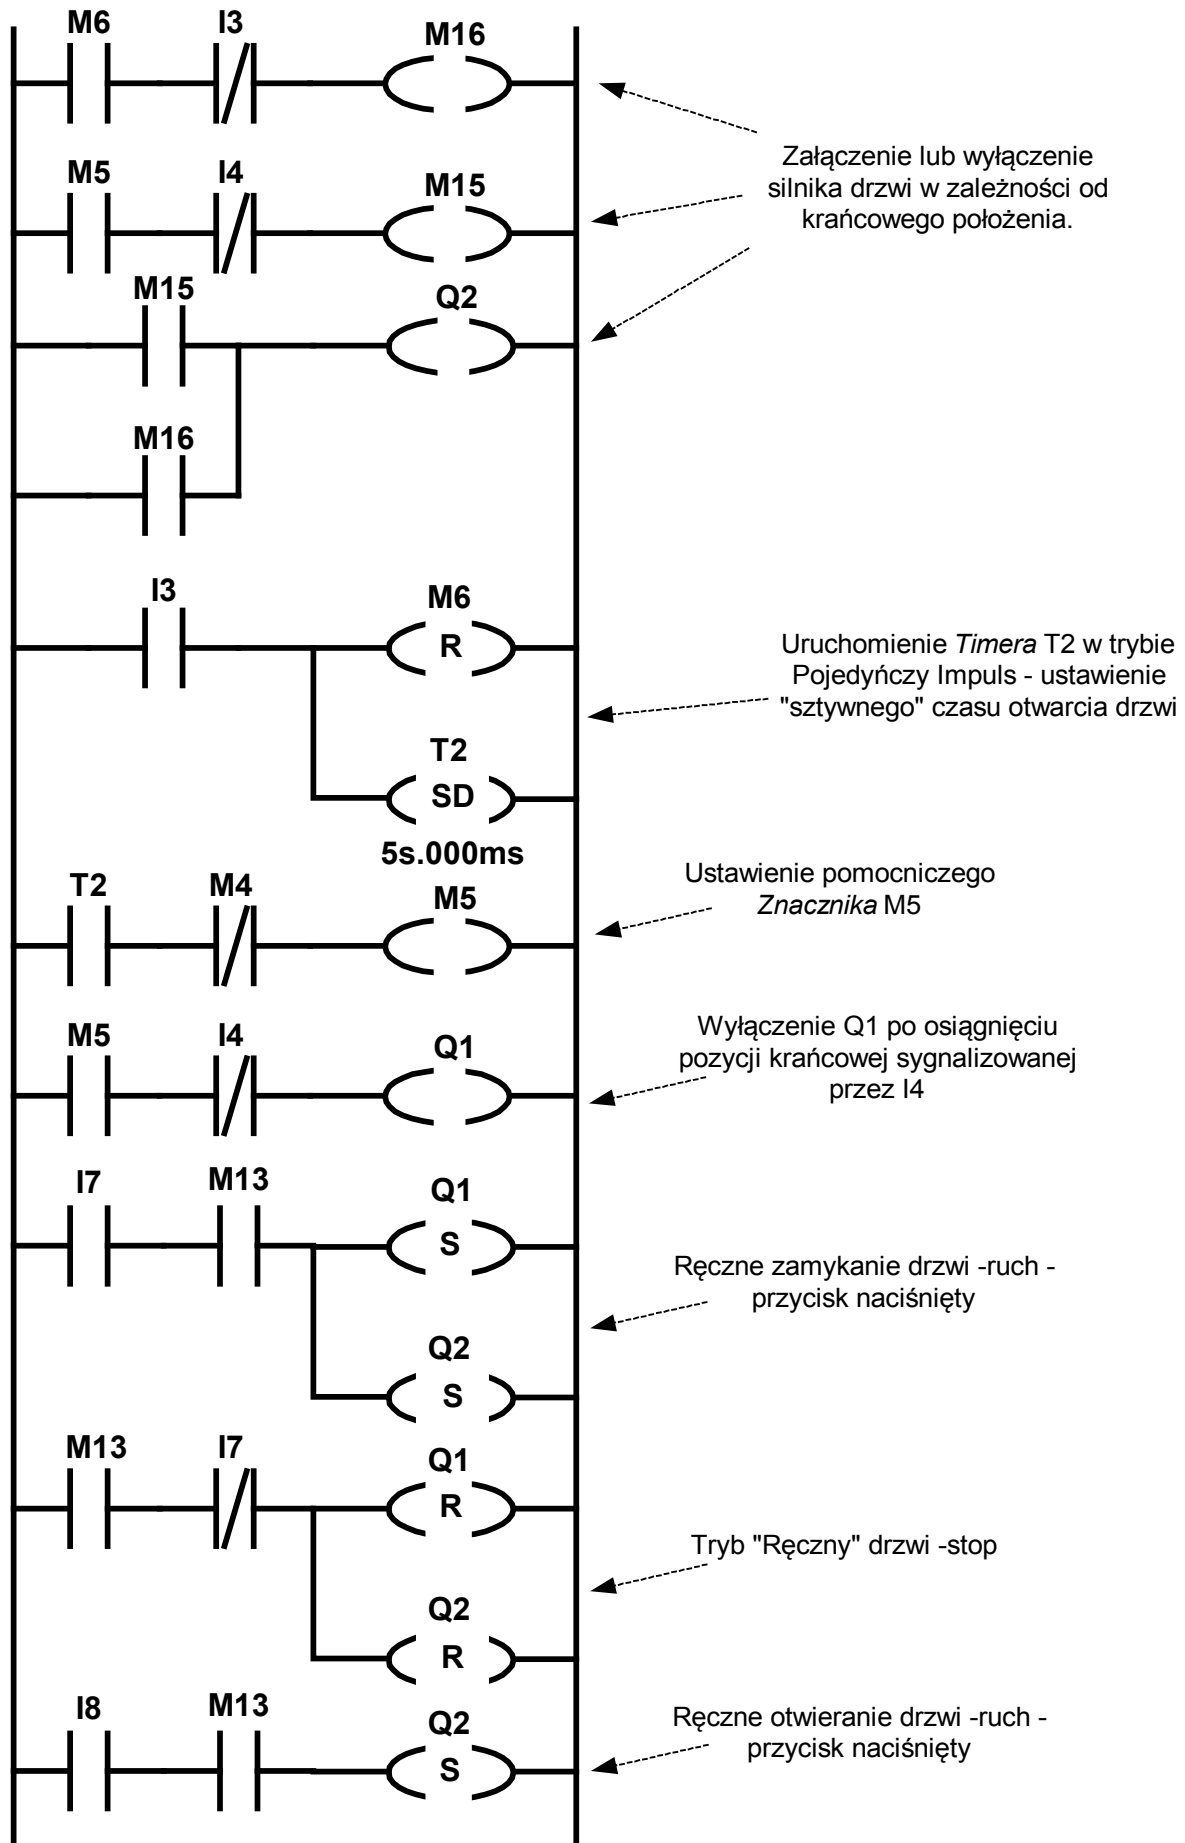 M6 I3 M16
Załączenie lub wyłączenie
silnika drzwi w zależności od
krańcowego położenia.
M5 I4 M15
M15 Q2
M16
I3 M6
R
Uruchomienie Timera T2 w trybie
Pojedyńczy Impuls - ustawienie
"sztywnego" czasu otwarcia drzwi
T2
SD
5s.000ms
T2 M4 M5
Ustawienie pomocniczego
Znacznika M5
M5 I4 Q1
Wyłączenie Q1 po osiągnięciu
pozycji krańcowej sygnalizowanej
przez I4
I7 M13 Q1
S
Ręczne zamykanie drzwi -ruch -
przycisk naciśnięty
Q2
S
M13 I7 Q1
R
Tryb "Ręczny" drzwi -stop
Q2
R
I8 M13 Q2
S
Ręczne otwieranie drzwi -ruch -
przycisk naciśnięty